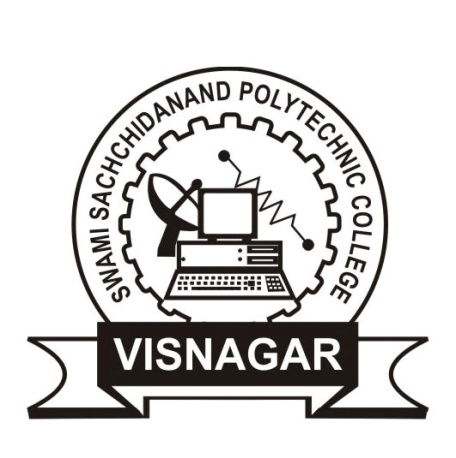 SWAMI SACHCHIDANAND POLYTECHNIC COLLEGE
VISNAGAR